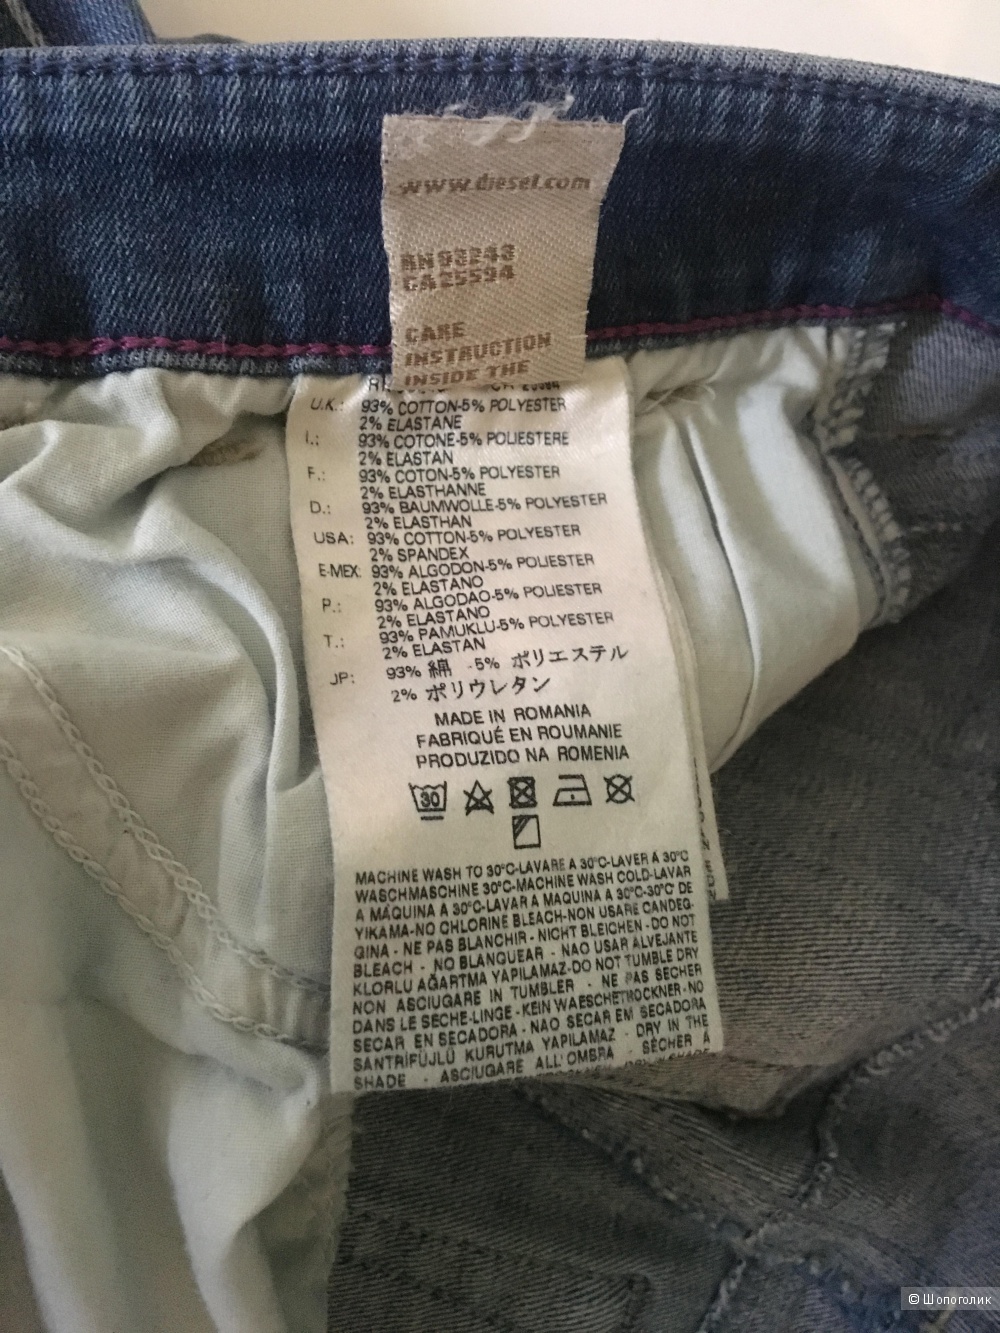 www.diesel.com
RN93243
CA25594
CARE
INSTRUCTION
INSIDE THE
U.K.: 93% COTTON-5% POLYESTER
2% ELASTANE
I.: 93% COTONE-5% POLIESTERE
2% ELASTAN
F.: 93% COTON-5% POLYESTER
2% ELASTHANNE
D.: 93% BAUMWOLLE-5% POLYESTER
2% ELASTHAN
USA: 93% COTTON-5% POLYESTER
2% SPANDEX
E-MEX: 93% ALGODON-5% POLIESTER
2% ELASTANO
P.: 93% ALGODAO-5% POLIESTER
2% ELASTANO
T.: 93% PAMUKLU-5% POLYESTER
2% ELASTAN
JP: 93% 綿 -5% ポリエステル
2% ポリウレタン
MADE IN ROMANIA
FABRIQUÉ EN ROUMANIE
PRODUZIDO NA ROMENIA
30
MACHINE WASH TO 30°C-LAVARE A 30°C-LAVER À 30°C
WASCHMASCHINE 30°C-MACHINE WASH COLD-LAVAR
A MÁQUINA A 30°C-LAVAR A MAQUINA A 30°C-30°C' DE
YIKAMA-NO CHLORINE BLEACH-NON USARE CANDEG-
GINA - NE PAS BLANCHIR - NICHT BLEICHEN - DO NOT
BLEACH - NO BLANQUEAR - NAO USAR ALVEJANTE
KLORLU AĞARTMA YAPILAMAZ-DO NOT TUMBLE DRY
NON ASCIUGARE IN TUMBLER - NE PAS SECHER
DANS LE SECHE-LINGE - KEIN WAESCHETROCKNER - NO
SECAR EN SECADORA - NAO SECAR EM SECADORA
SANTRIFÜJLÜ KURUTMA YAPILAMAZ - DRY IN THE
SHADE - ASCIUGARE ALL'OMBRA - SÉCHER À
© Шопоголик